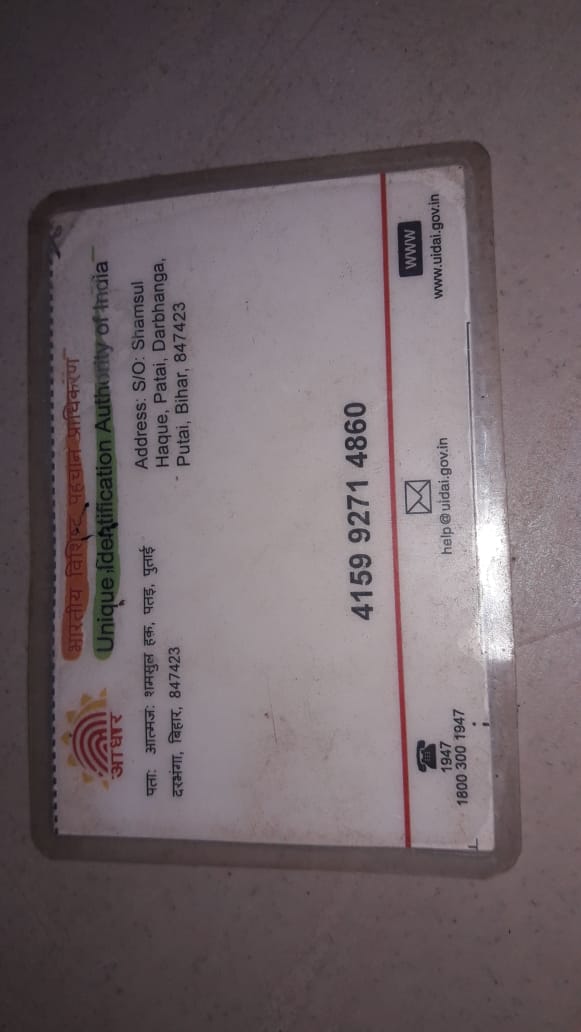 आधार
भारतीय विशिष्ट पहचान प्राधिकरण
Unique Identification Authority of India
पता: आत्मज: शमसुल हक, पतइ, पुताई
दरभंगा, बिहार, 847423
Address: S/O: Shamsul
Haque, Patai, Darbhanga,
Putai, Bihar, 847423
4159 9271 4860
1947
1800 300 1947
help@uidai.gov.in
WWW
www.uidai.gov.in